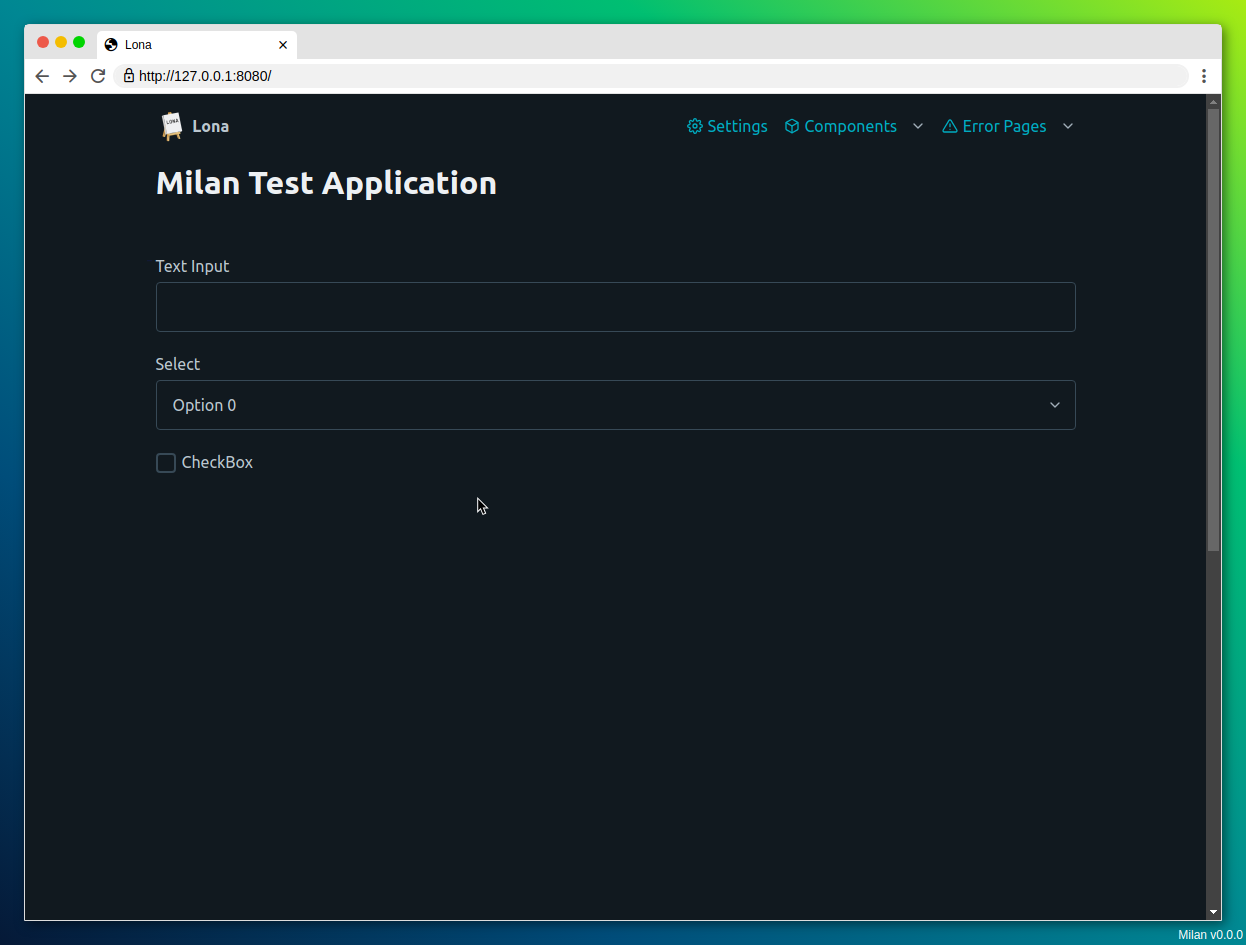 Lona
http://127.0.0.1:8080/
LONA
Lona
Settings
Components
Error Pages
Milan Test Application
Text Input
Select
Option 0
CheckBox
Milan v0.0.0